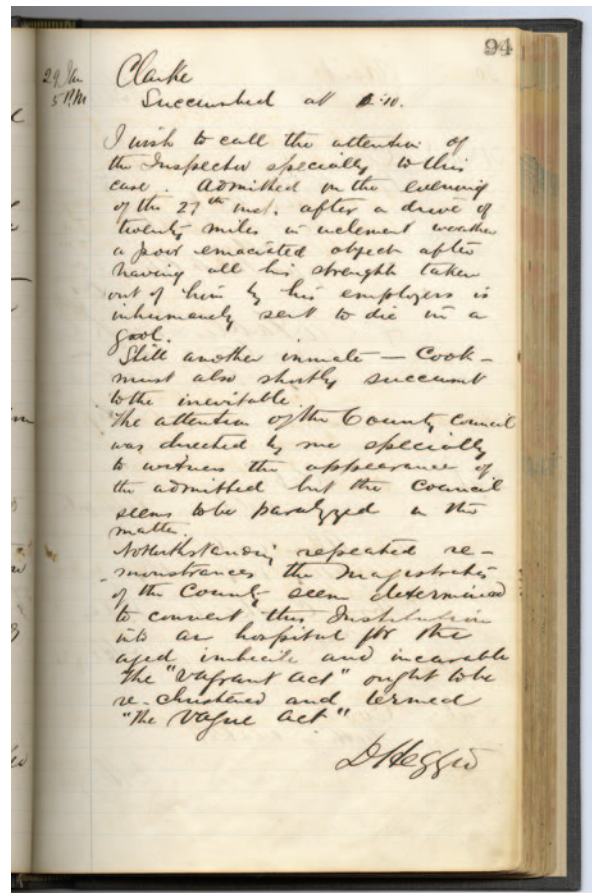 94
29 Jan
5 P.M
Clarke
Succumbed at 2:10.
I wish to call the attention of
the Inspector specially to this
case. Admitted on the evening
of the 27th inst. after a drive of
twenty miles in inclement weather
a poor emaciated object after
having all his strength taken
out of him by his employers is
inhumanely sent to die in a
gaol.
Still another inmate — Cook —
must also shortly succumb
to the inevitable.
The attention of the County Council
was directed by me specially
to witness the appearance of
the admitted but the Council
seems to be paralyzed in the
matter.
Notwithstanding repeated re-
monstrances the Magistrates
of the County seem determined
to convert this Institution
into an hospital for the
aged imbecile and incurable
The "Vagrant Act" ought to be
re-christened and termed
"The Vague Act"
D Heggie